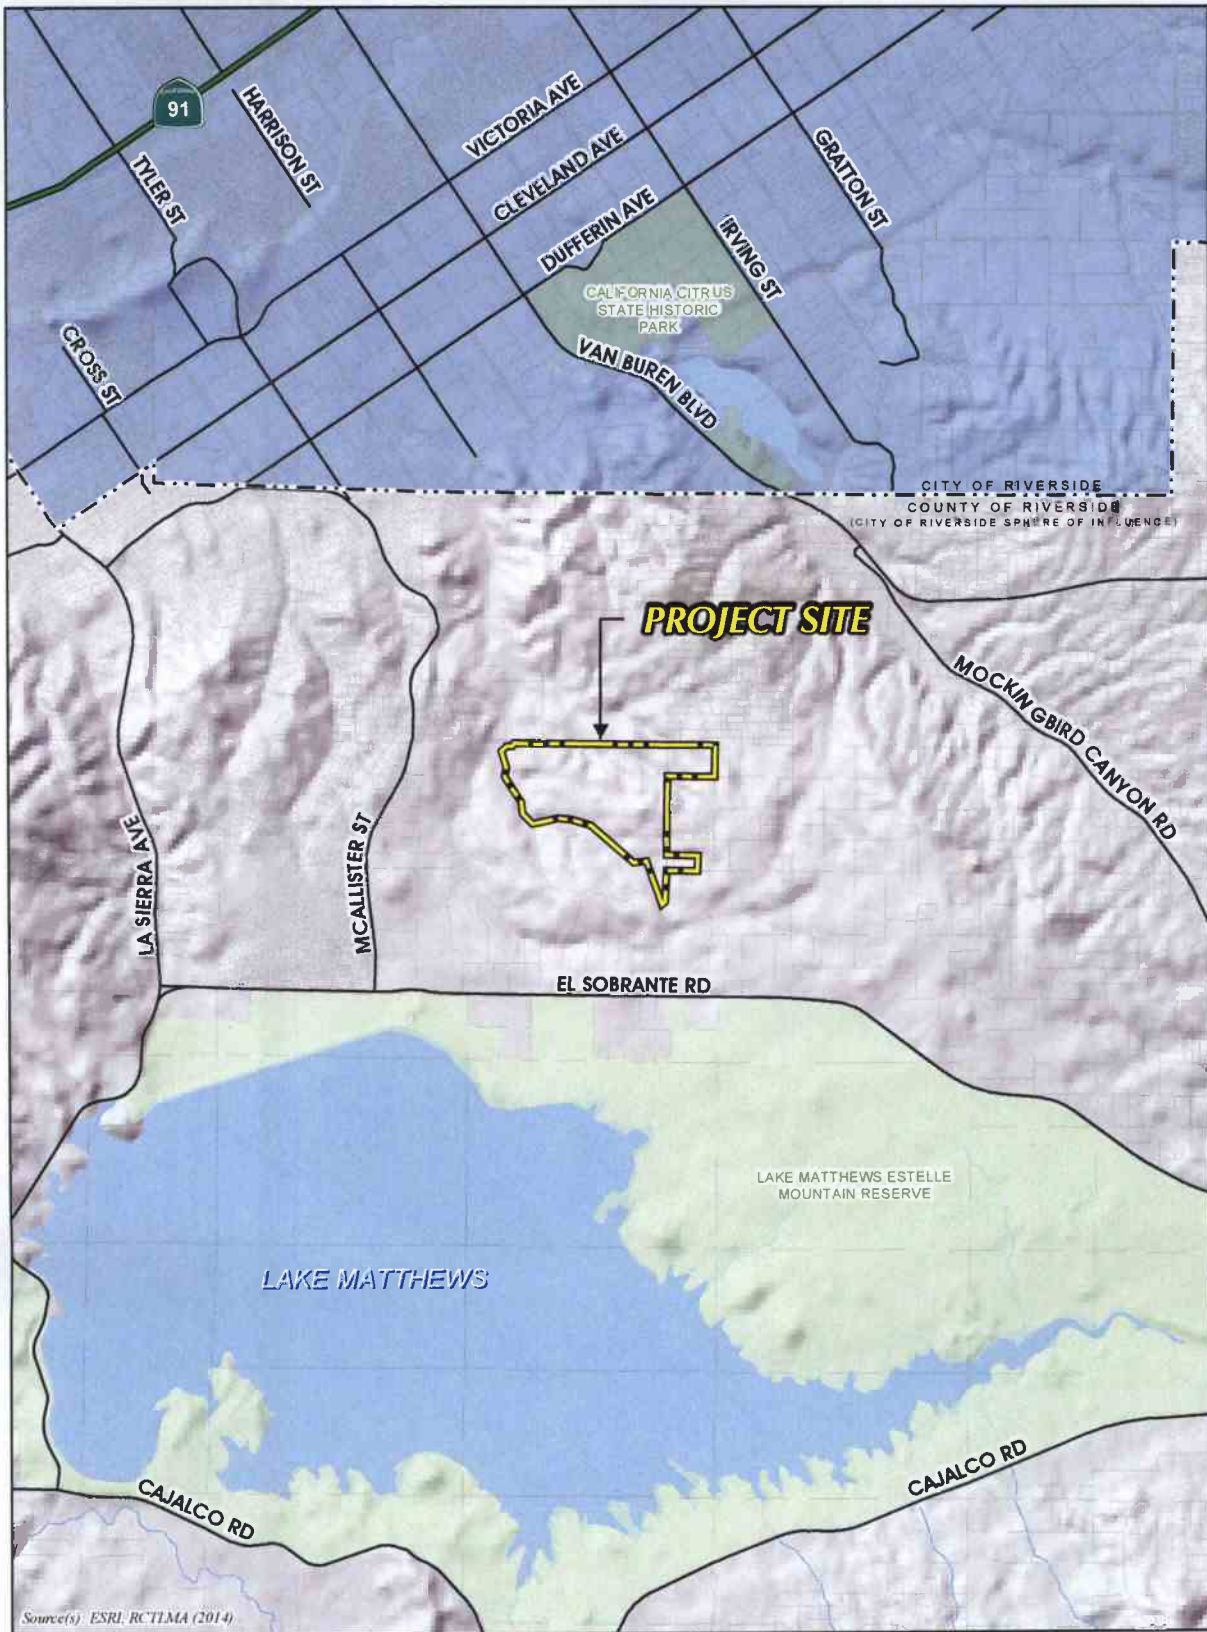 91
HARRISON ST
TYLER ST
VICTORIA AVE
CLEVELAND AVE
DUFFERIN AVE
GRATTON ST
IRVING ST
CALIFORNIA CITRUS
STATE HISTORIC
PARK
CROSS ST
VAN BUREN BLVD
CITY OF RIVERSIDE
COUNTY OF RIVERSIDE
(CITY OF RIVERSIDE SPHERE OF INFLUENCE)
PROJECT SITE
MOCKINGBIRD CANYON RD
LA SIERRA AVE
MCALLISTER ST
EL SOBRANTE RD
LAKE MATTHEWS ESTELLE
MOUNTAIN RESERVE
LAKE MATTHEWS
CAJALCO RD
CAJALCO RD
Source(s) ESRI, RCTLMA (2014)